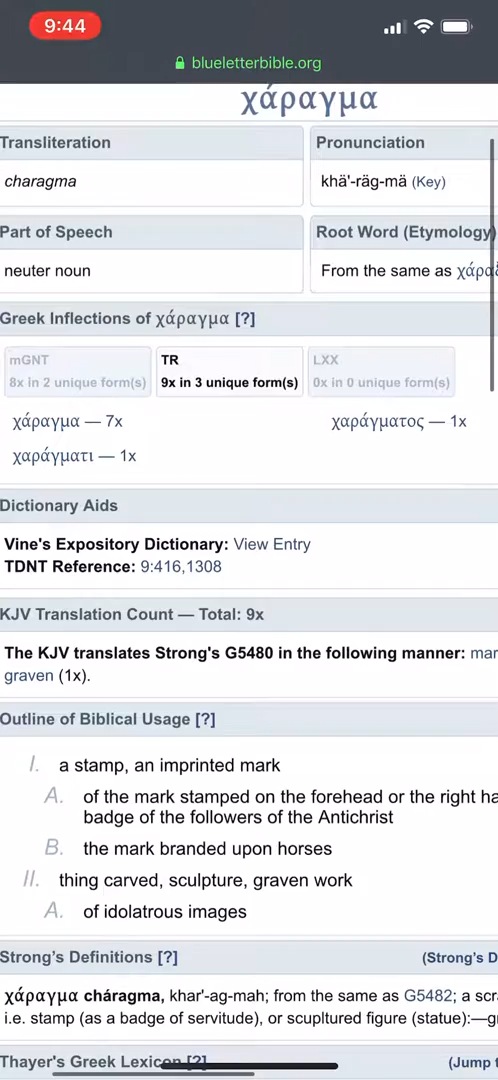 9:44
blueletterbible.org
χάραγμα
Transliteration
charagma
Pronunciation
khä'-räg-mä (Key)
Part of Speech
neuter noun
Root Word (Etymology)
From the same as
Greek Inflections of χάραγμα [?]
mGNT
8x in 2 unique form(s)
TR
9x in 3 unique form(s)
LXX
0x in 0 unique form(s)
χάραγμα — 7x
χαράγματος — 1x
χαράγματι — 1x
Dictionary Aids
Vine's Expository Dictionary: View Entry
TDNT Reference: 9:416,1308
KJV Translation Count — Total: 9x
The KJV translates Strong's G5480 in the following manner:
graven (1x).
Outline of Biblical Usage [?]
I. a stamp, an imprinted mark
A. of the mark stamped on the forehead or the right
badge of the followers of the Antichrist
B. the mark branded upon horses
II. thing carved, sculpture, graven work
A. of idolatrous images
Strong's Definitions [?]
(Strong's
χάραγμα cháragma, khar'-ag-mah; from the same as G5482; a
i.e. stamp (as a badge of servitude), or scupltured figure (statue):—
Thayer's Greek Lexicon [?]
(Jump